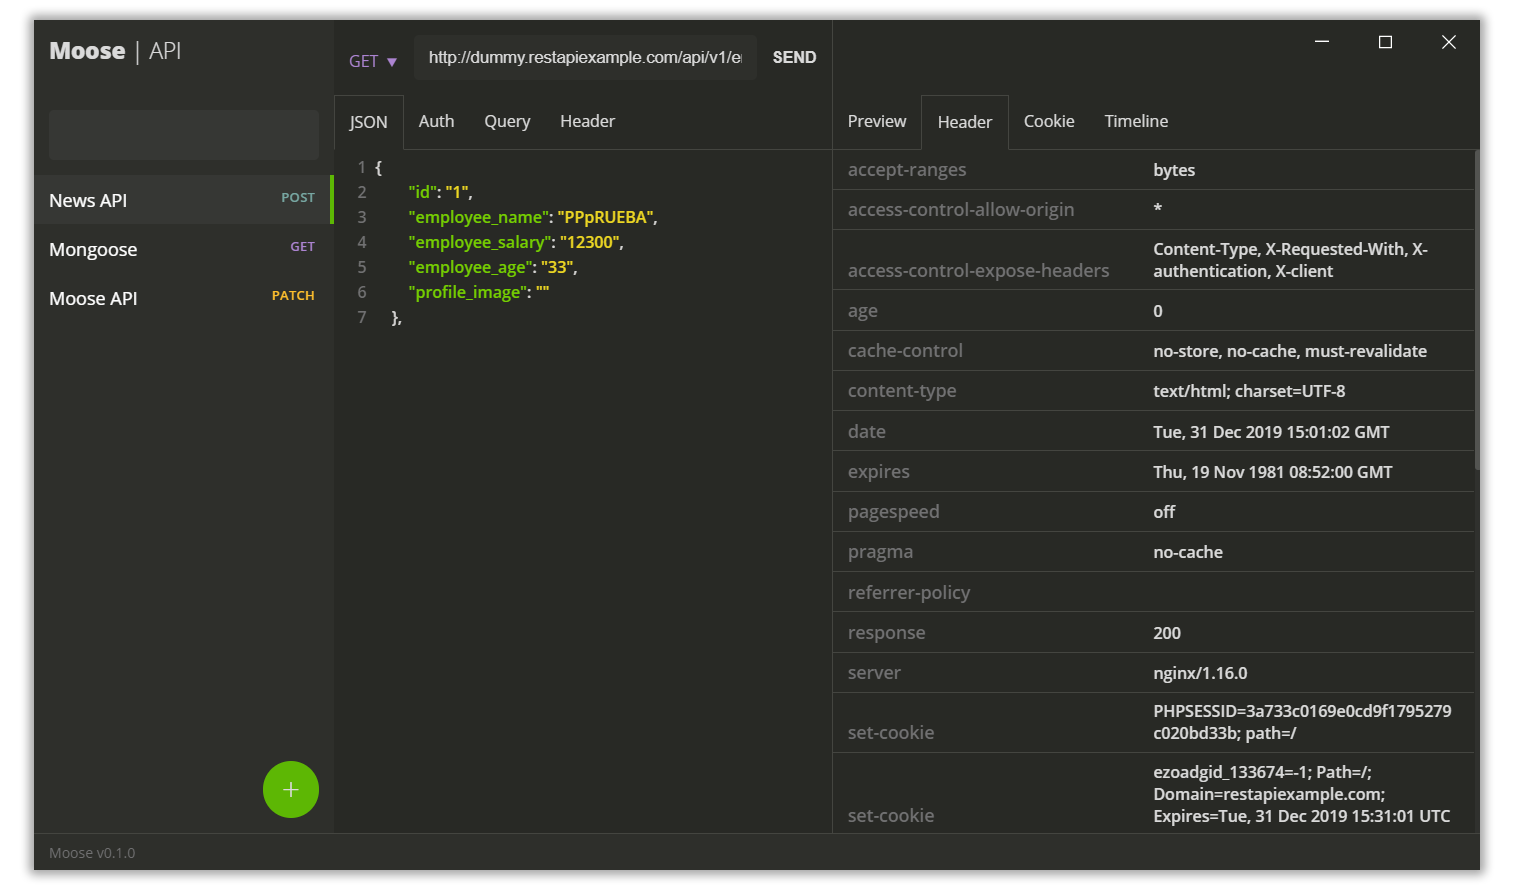 Moose | API
News API POST
Mongoose GET
Moose API PATCH
+
Moose v0.1.0
GET ▼ http://dummy.restapiexample.com/api/v1/e SEND
JSON Auth Query Header
1 {
2 "id": "1",
3 "employee_name": "PPpRUEBA",
4 "employee_salary": "12300",
5 "employee_age": "33",
6 "profile_image": ""
7 },
Preview Header Cookie Timeline
accept-ranges bytes
access-control-allow-origin *
access-control-expose-headers Content-Type, X-Requested-With, X-
authentication, X-client
age 0
cache-control no-store, no-cache, must-revalidate
content-type text/html; charset=UTF-8
date Tue, 31 Dec 2019 15:01:02 GMT
expires Thu, 19 Nov 1981 08:52:00 GMT
pagespeed off
pragma no-cache
referrer-policy
response 200
server nginx/1.16.0
set-cookie PHPSESSID=3a733c0169e0cd9f1795279
c020bd33b; path=/
set-cookie ezoadgid_133674=-1; Path=/;
Domain=restapiexample.com;
Expires=Tue, 31 Dec 2019 15:31:01 UTC